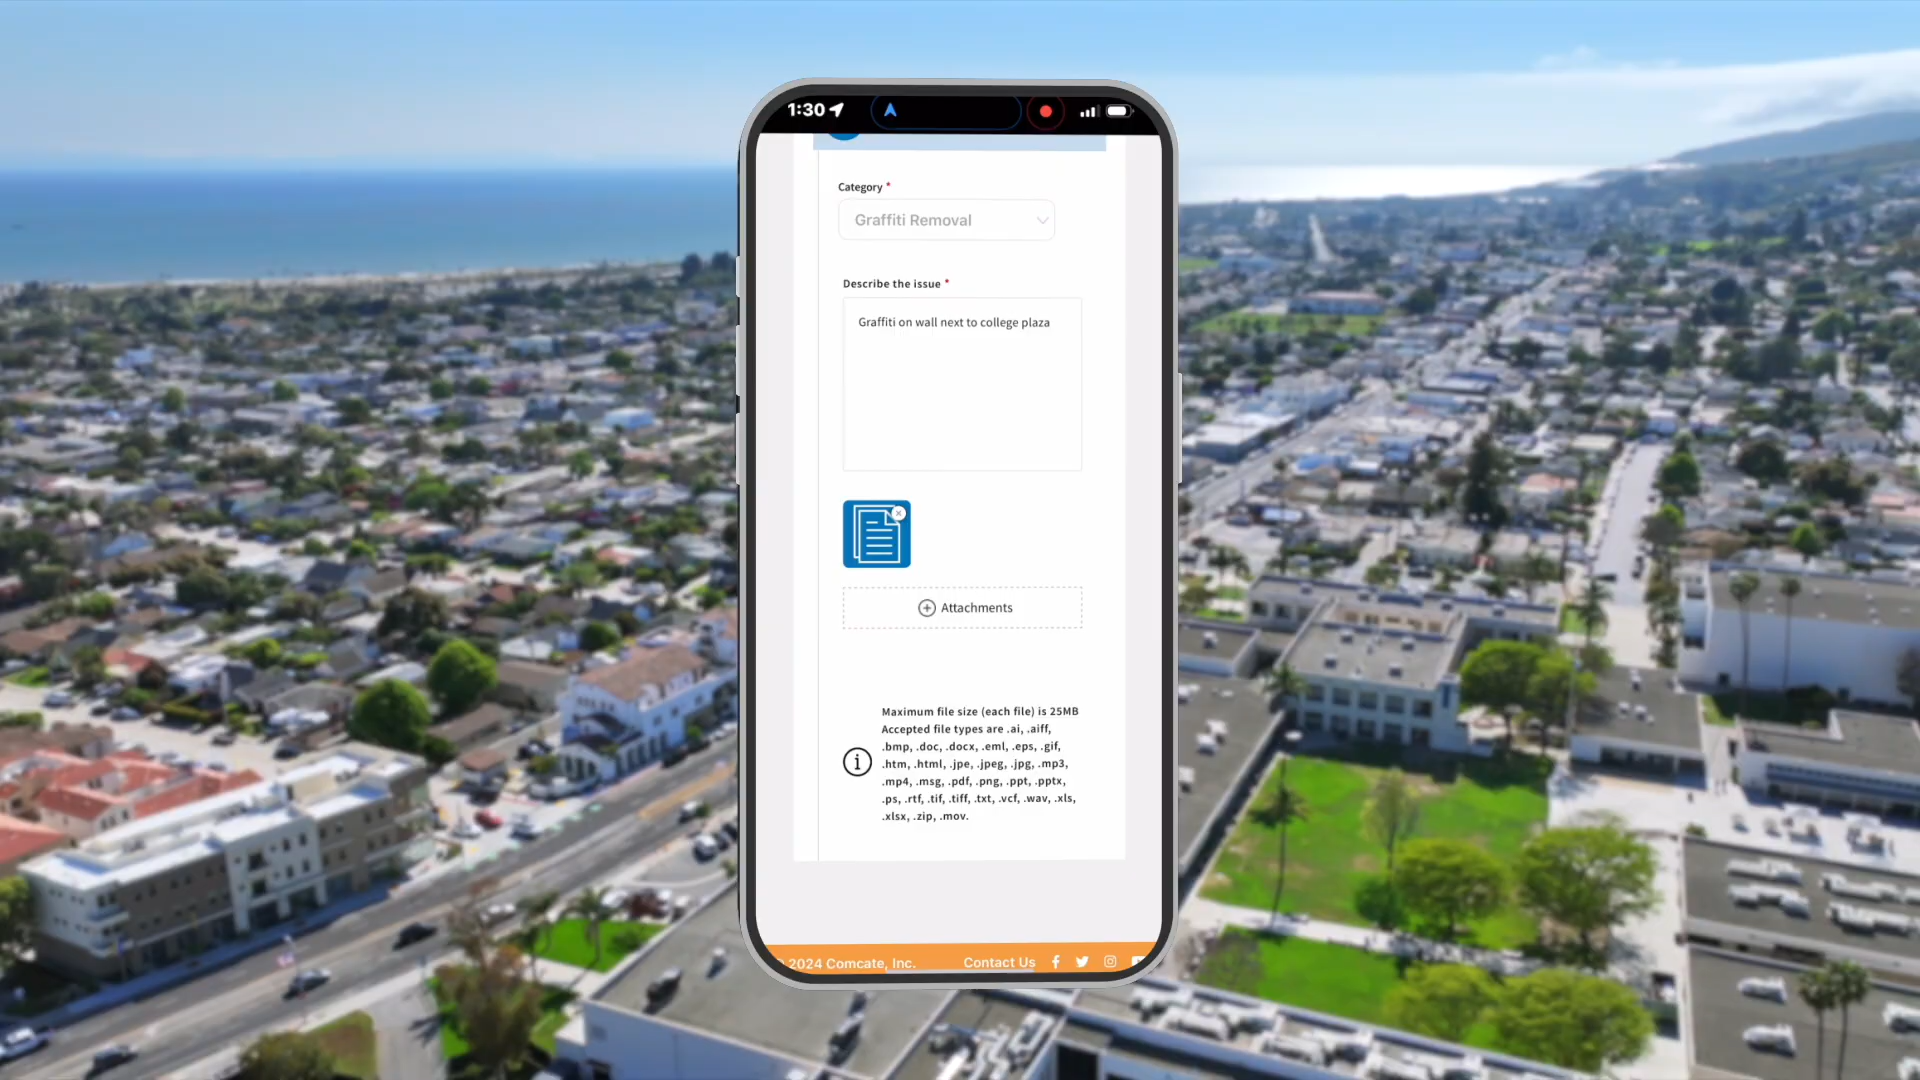 1:30
Category *
Graffiti Removal
Describe the issue *
Graffiti on wall next to college plaza
Attachments
Maximum file size (each file) is 25MB
Accepted file types are .ai, .aiff,
.bmp, .doc, .docx, .eml, .eps, .gif,
.htm, .html, .jpe, .jpeg, .jpg, .mp3,
.mp4, .msg, .pdf, .png, .ppt, .pptx,
.ps, .rtf, .tif, .tiff, .txt, .vcf, .wav, .xls,
.xlsx, .zip, .mov.
© 2024 Comcate, Inc. Contact Us